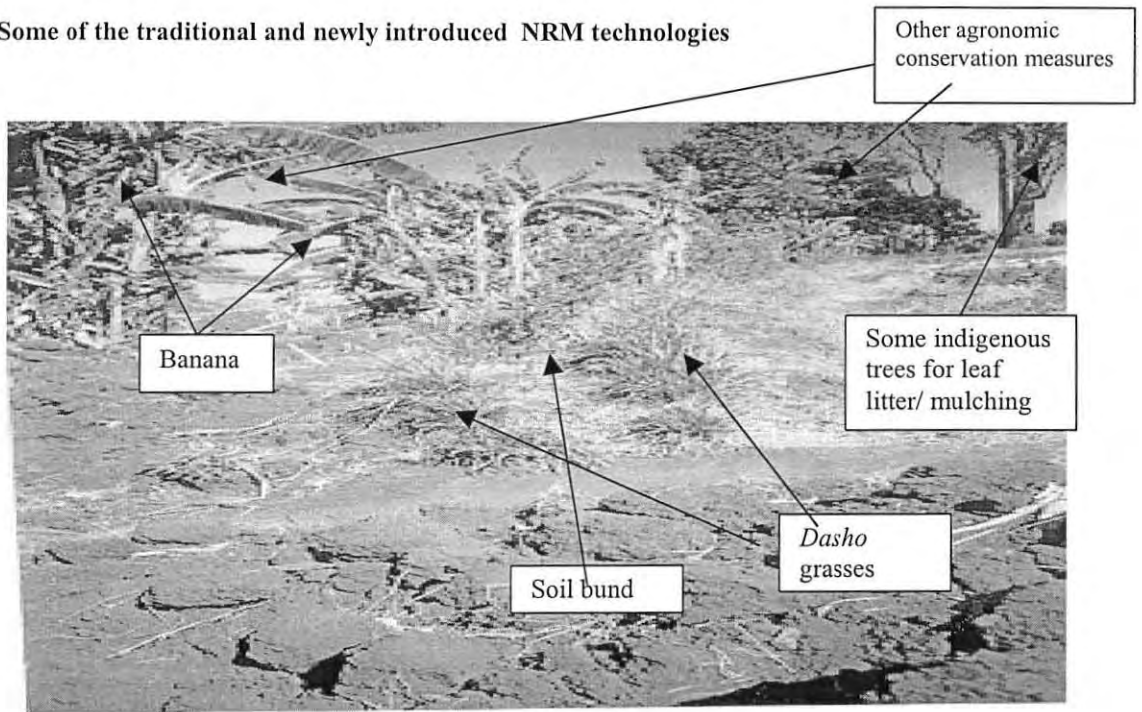 Some of the traditional and newly introduced NRM technologies
Other agronomic
conservation measures
Banana
Some indigenous
trees for leaf
litter/ mulching
Dasho
grasses
Soil bund